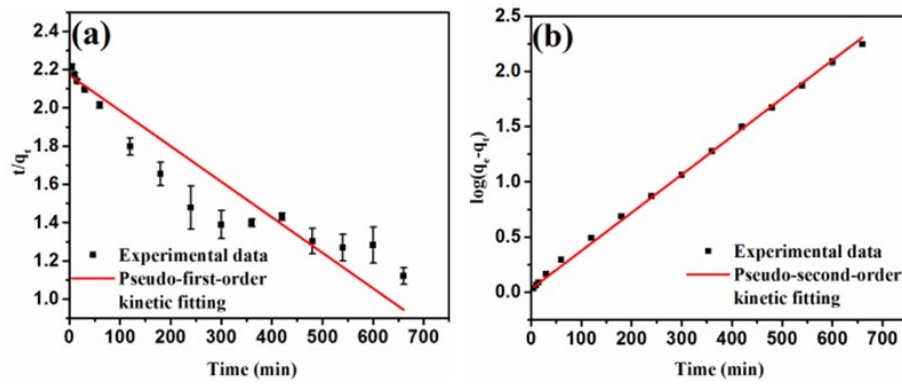 (a)
t/qt
2.4
2.2
2.0
1.8
1.6
1.4
1.2
1.0
0 100 200 300 400 500 600 700
Time (min)
Experimental data
Pseudo-first-order
kinetic fitting
(b)
log(qe-qt)
2.5
2.0
1.5
1.0
0.5
0.0
0 100 200 300 400 500 600 700
Time (min)
Experimental data
Pseudo-second-order
kinetic fitting